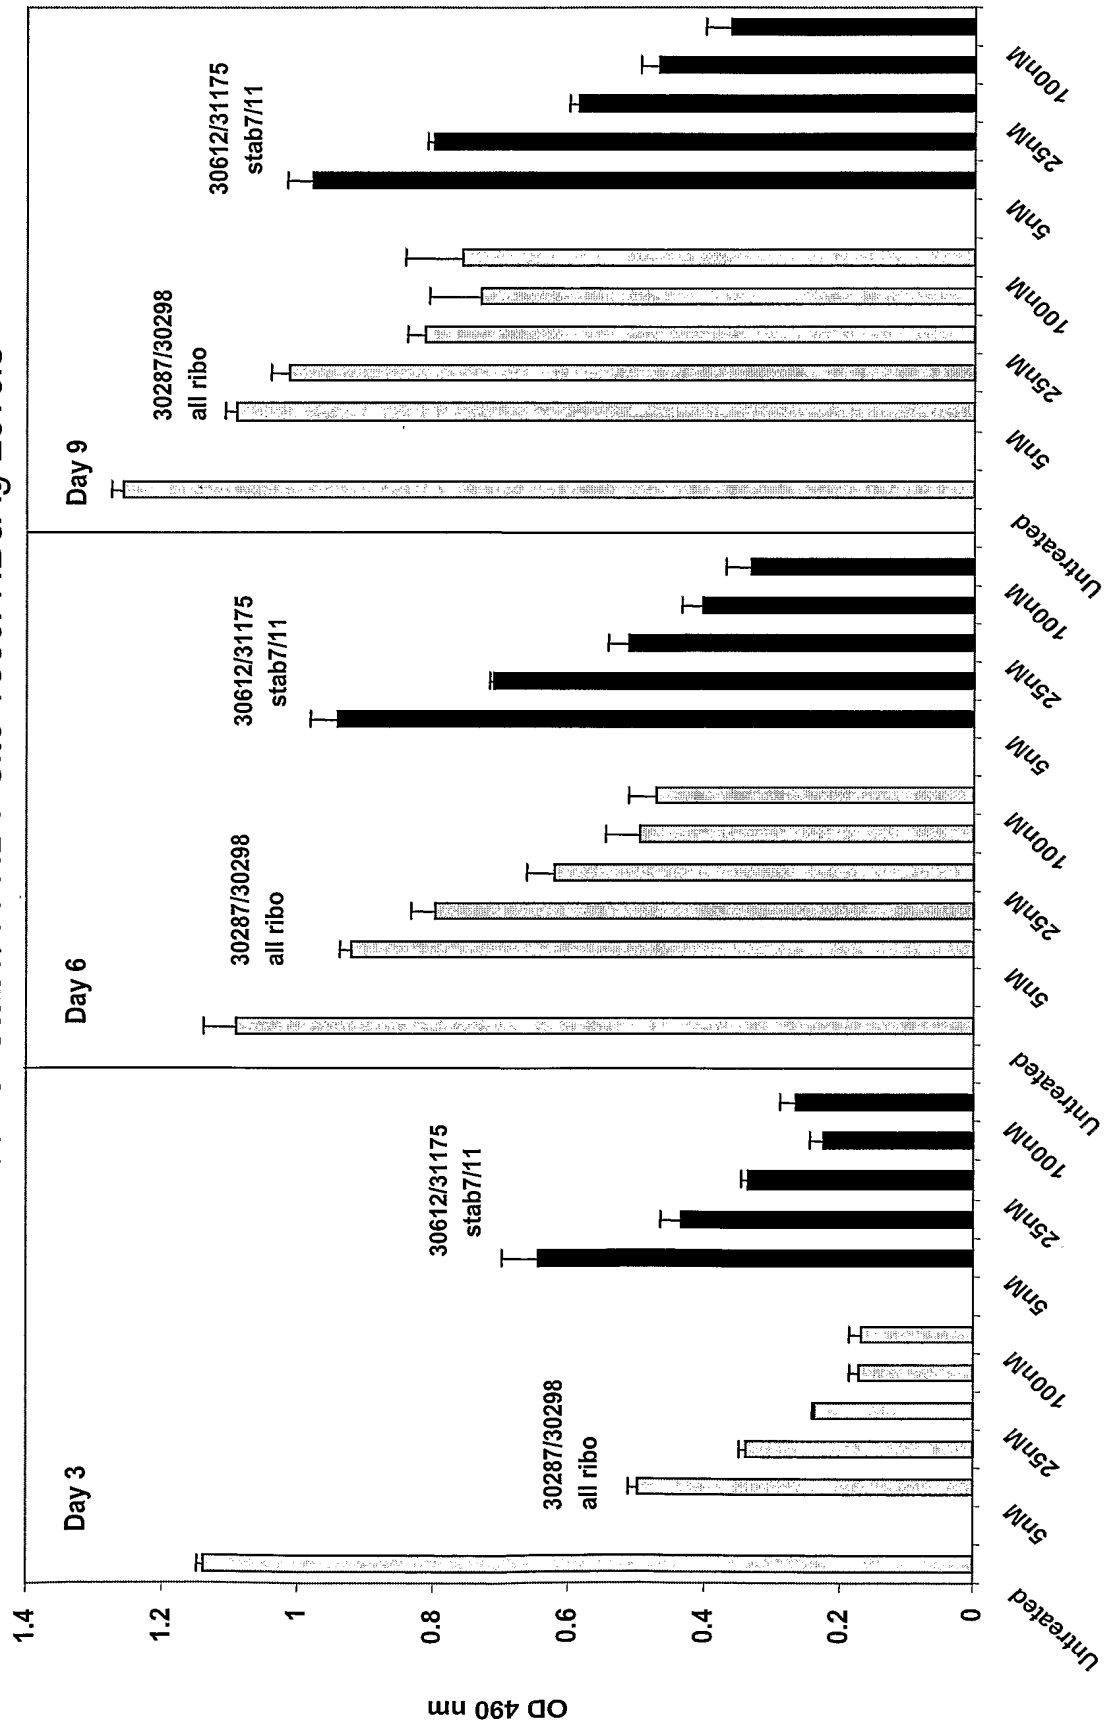 Day 3
Day 6
Day 9
30287/30298
all ribo
30612/31175
stab7/11
30287/30298
all ribo
30612/31175
stab7/11
30287/30298
all ribo
30612/31175
stab7/11
OD 490 nm
1.4
1.2
1
0.8
0.6
0.4
0.2
0
Untreated
5nM
25nM
100nM
5nM
25nM
100nM
Untreated
5nM
25nM
100nM
5nM
25nM
100nM
Untreated
5nM
25nM
100nM
5nM
25nM
100nM